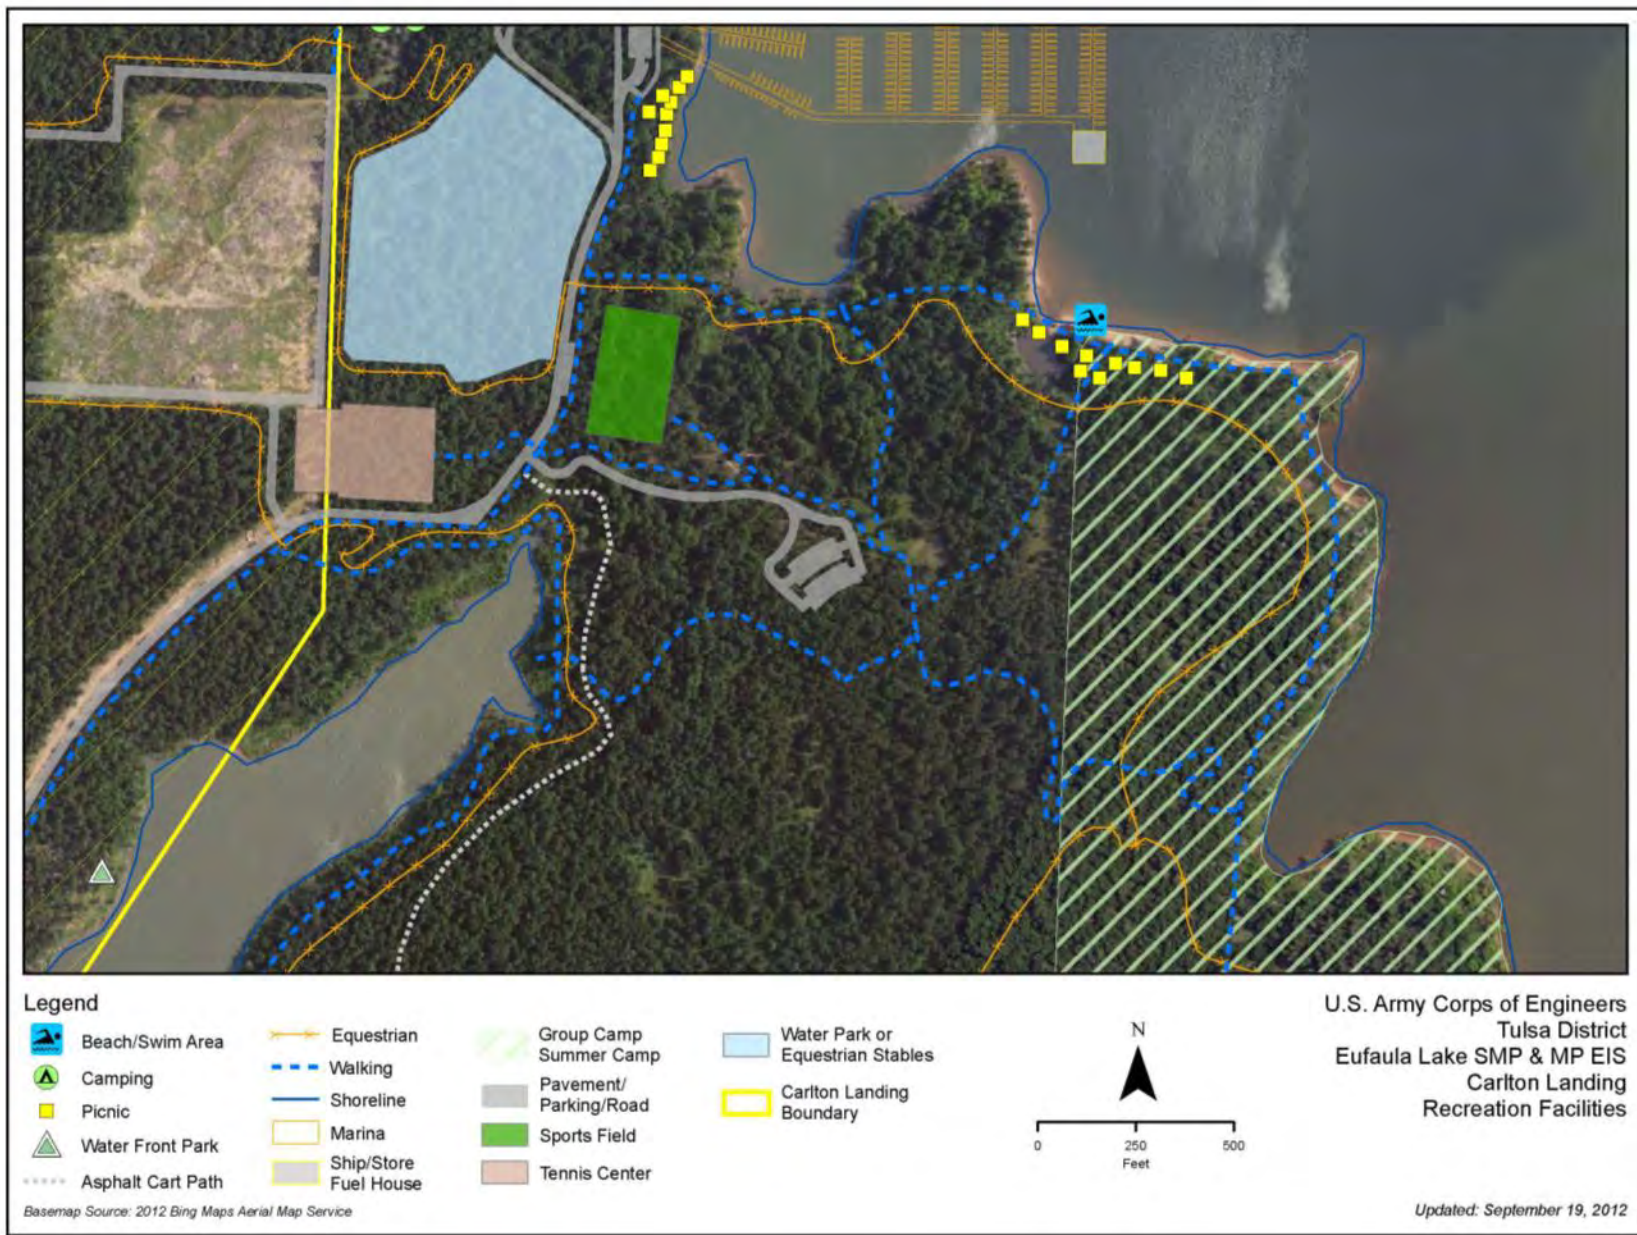 Legend
Beach/Swim Area
Camping
Picnic
Water Front Park
Asphalt Cart Path
Equestrian
Walking
Shoreline
Marina
Ship/Store
Fuel House
Group Camp
Summer Camp
Pavement/
Parking/Road
Sports Field
Tennis Center
Water Park or
Equestrian Stables
Carlton Landing
Boundary
N
0 250 500
Feet
U.S. Army Corps of Engineers
Tulsa District
Eufaula Lake SMP & MP EIS
Carlton Landing
Recreation Facilities
Basemap Source: 2012 Bing Maps Aerial Map Service
Updated: September 19, 2012